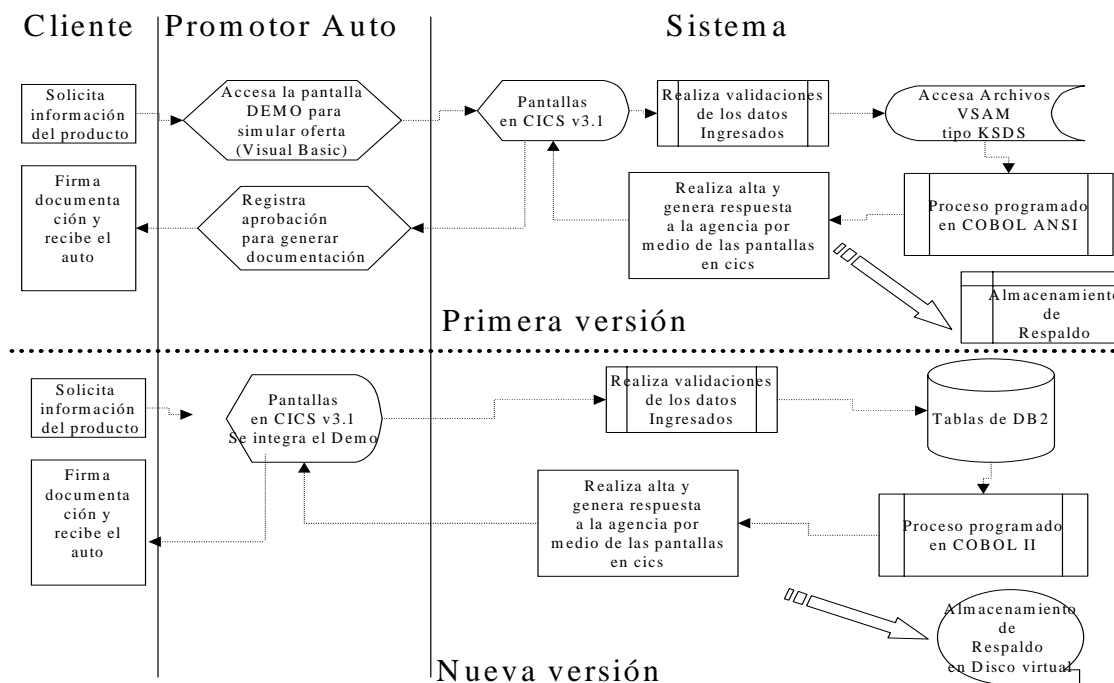 Cliente
Promotor Auto
Sistema
Solicita
información
del producto
Accesa la pantalla
DEMO para
simular oferta
(Visual Basic)
Pantallas
en CICS v3.1
Realiza validaciones
de los datos
Ingresados
Accesa Archivos
VSAM
tipo KSDS
Firma
documenta
ción y
recibe el
auto
Registra
aprobación
para generar
documentación
Realiza alta y
genera respuesta
a la agencia por
medio de las pantallas
en cics
Proceso programado
en COBOL ANSI
Almacenamiento
de
Respaldo
Primera versión
Solicita
información
del producto
Pantallas
en CICS v3.1
Se integra el Demo
Realiza validaciones
de los datos
Ingresados
Tablas de DB2
Firma
documenta
ción y
recibe el
auto
Realiza alta y
genera respuesta
a la agencia por
medio de las pantallas
en cics
Proceso programado
en COBOL II
Almacenamiento
de
Respaldo
en Disco virtual
Nueva versión